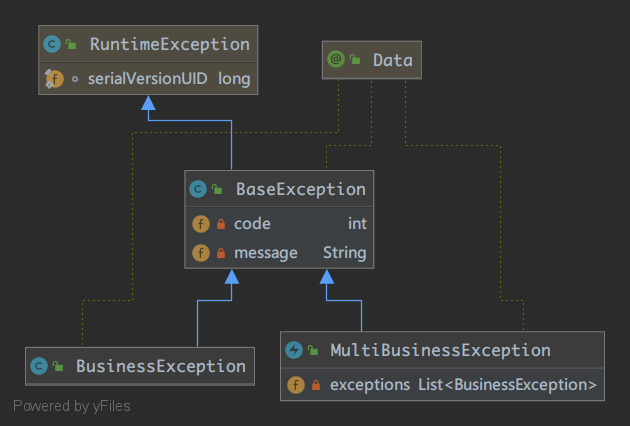 RuntimeException
serialVersionUID long
@ Data
C BaseException
f code int
f message String
C BusinessException
MultiBusinessException
f exceptions List<BusinessException>
Powered by yFiles